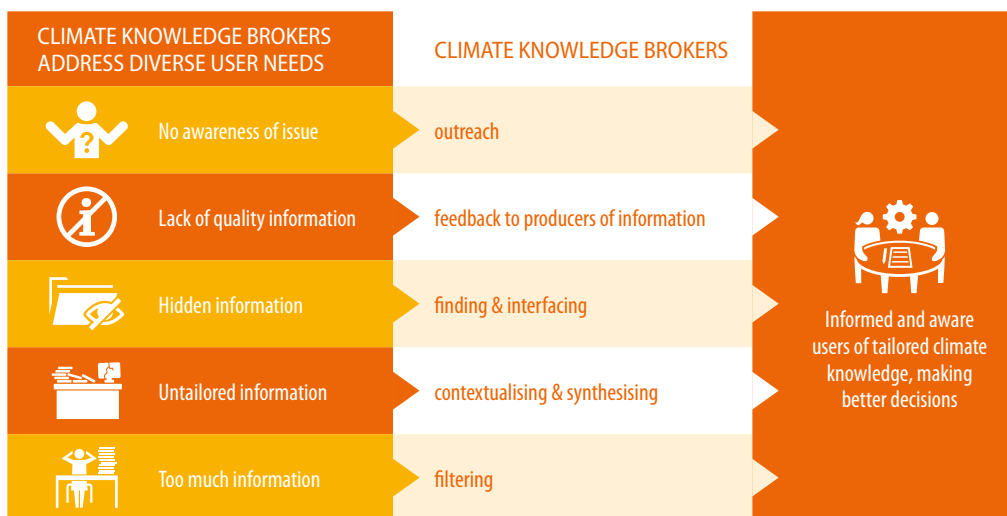 CLIMATE KNOWLEDGE BROKERS
ADDRESS DIVERSE USER NEEDS
CLIMATE KNOWLEDGE BROKERS
?
No awareness of issue
outreach
i
Lack of quality information
feedback to producers of information
Hidden information
finding & interfacing
Untailored information
contextualising & synthesising
Too much information
filtering
Informed and aware
users of tailored climate
knowledge, making
better decisions